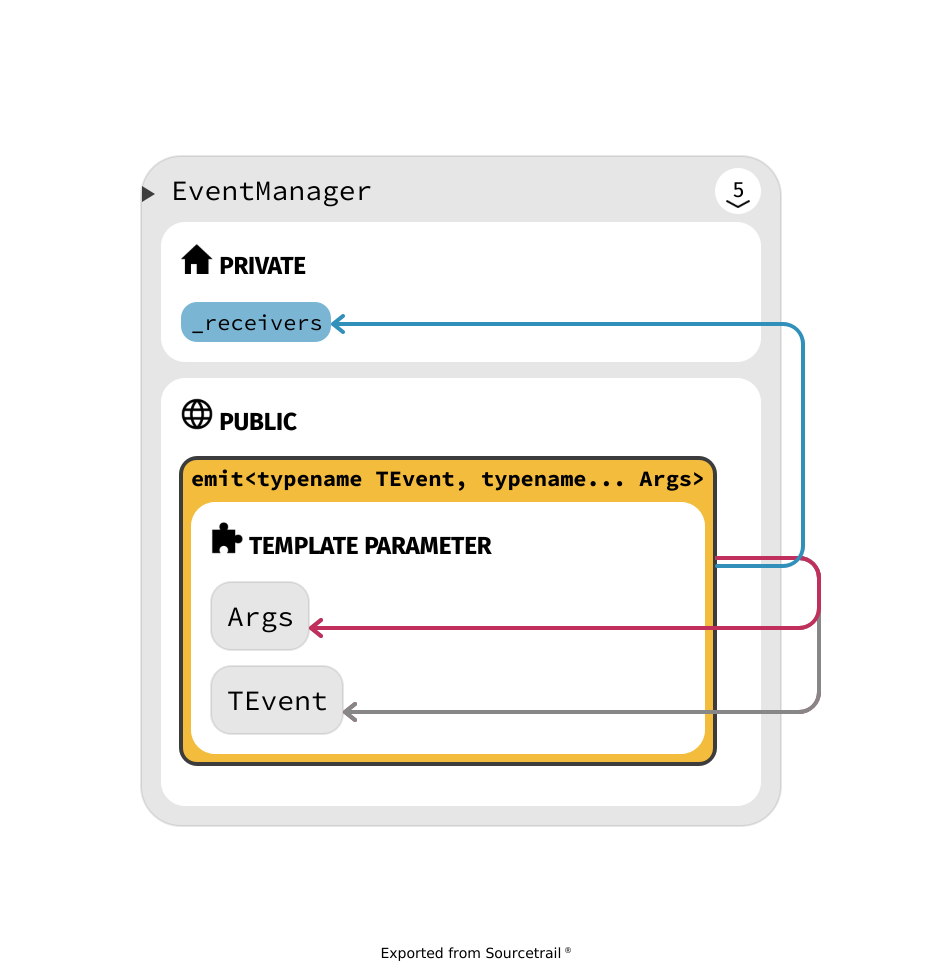 EventManager
5
PRIVATE
_receivers
PUBLIC
emit<typename TEvent, typename... Args>
TEMPLATE PARAMETER
Args
TEvent
Exported from Sourcetrail ®